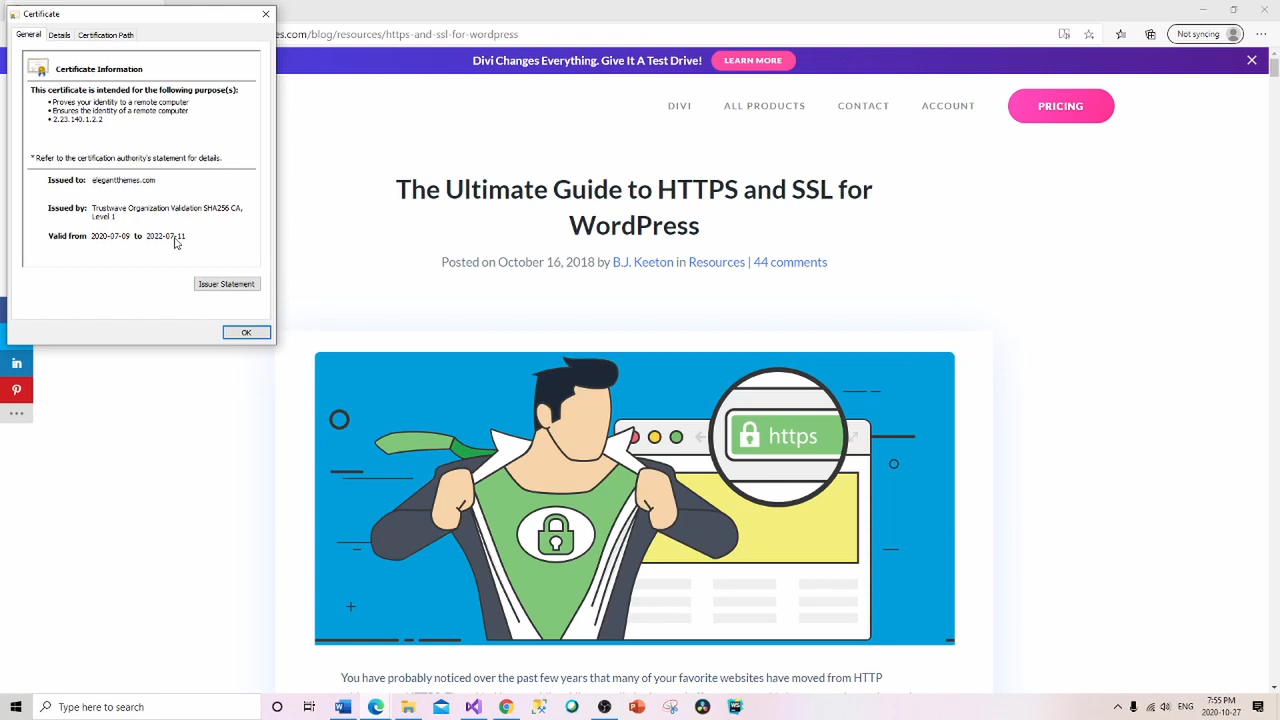 Certificate
General Details Certification Path
Certificate Information
This certificate is intended for the following purpose(s):
• Proves your identity to a remote computer
• Ensures the identity of a remote computer
• 2.23.140.1.2.2
* Refer to the certification authority's statement for details.
Issued to: elegantthemes.com
Issued by: Trustwave Organization Validation SHA256 CA,
Level 1
Valid from 2020-07-09 to 2022-07-11
Issuer Statement
OK
es.com/blog/resources/https-and-ssl-for-wordpress
Not syncing
Divi Changes Everything. Give It A Test Drive! LEARN MORE
DIVI ALL PRODUCTS CONTACT ACCOUNT PRICING
The Ultimate Guide to HTTPS and SSL for
WordPress
Posted on October 16, 2018 by B.J. Keeton in Resources | 44 comments
https
in
You have probably noticed over the past few years that many of your favorite websites have moved from HTTP
Type here to search
ENG
7:55 PM
2020-10-27